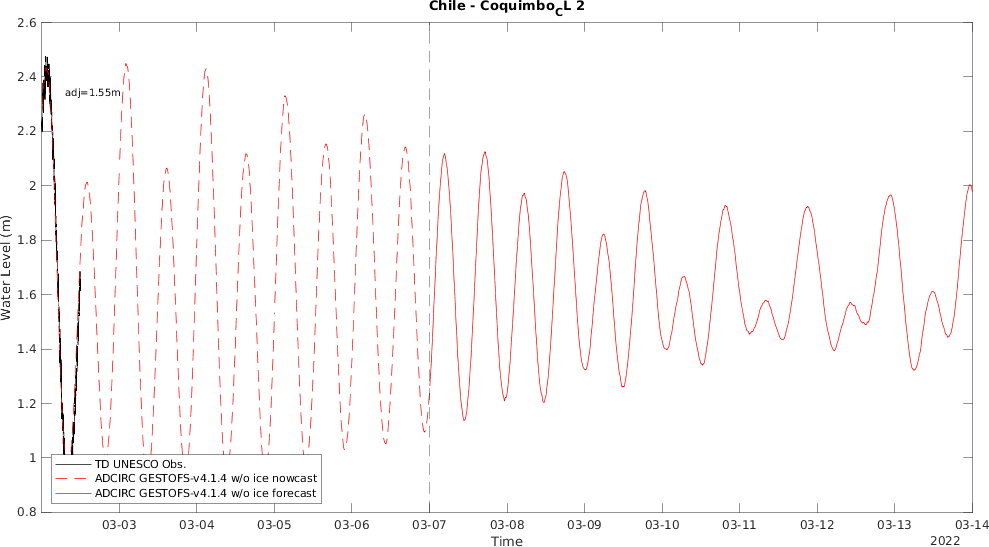 Chile - Coquimbo_CL 2
2.6
2.4
2.2
2
1.8
1.6
1.4
1.2
1
0.8
Water Level (m)
adj=1.55m
TD UNESCO Obs.
ADCIRC GESTOFS-v4.1.4 w/o ice nowcast
ADCIRC GESTOFS-v4.1.4 w/o ice forecast
03-03 03-04 03-05 03-06 03-07 03-08 03-09 03-10 03-11 03-12 03-13 03-14
Time
2022